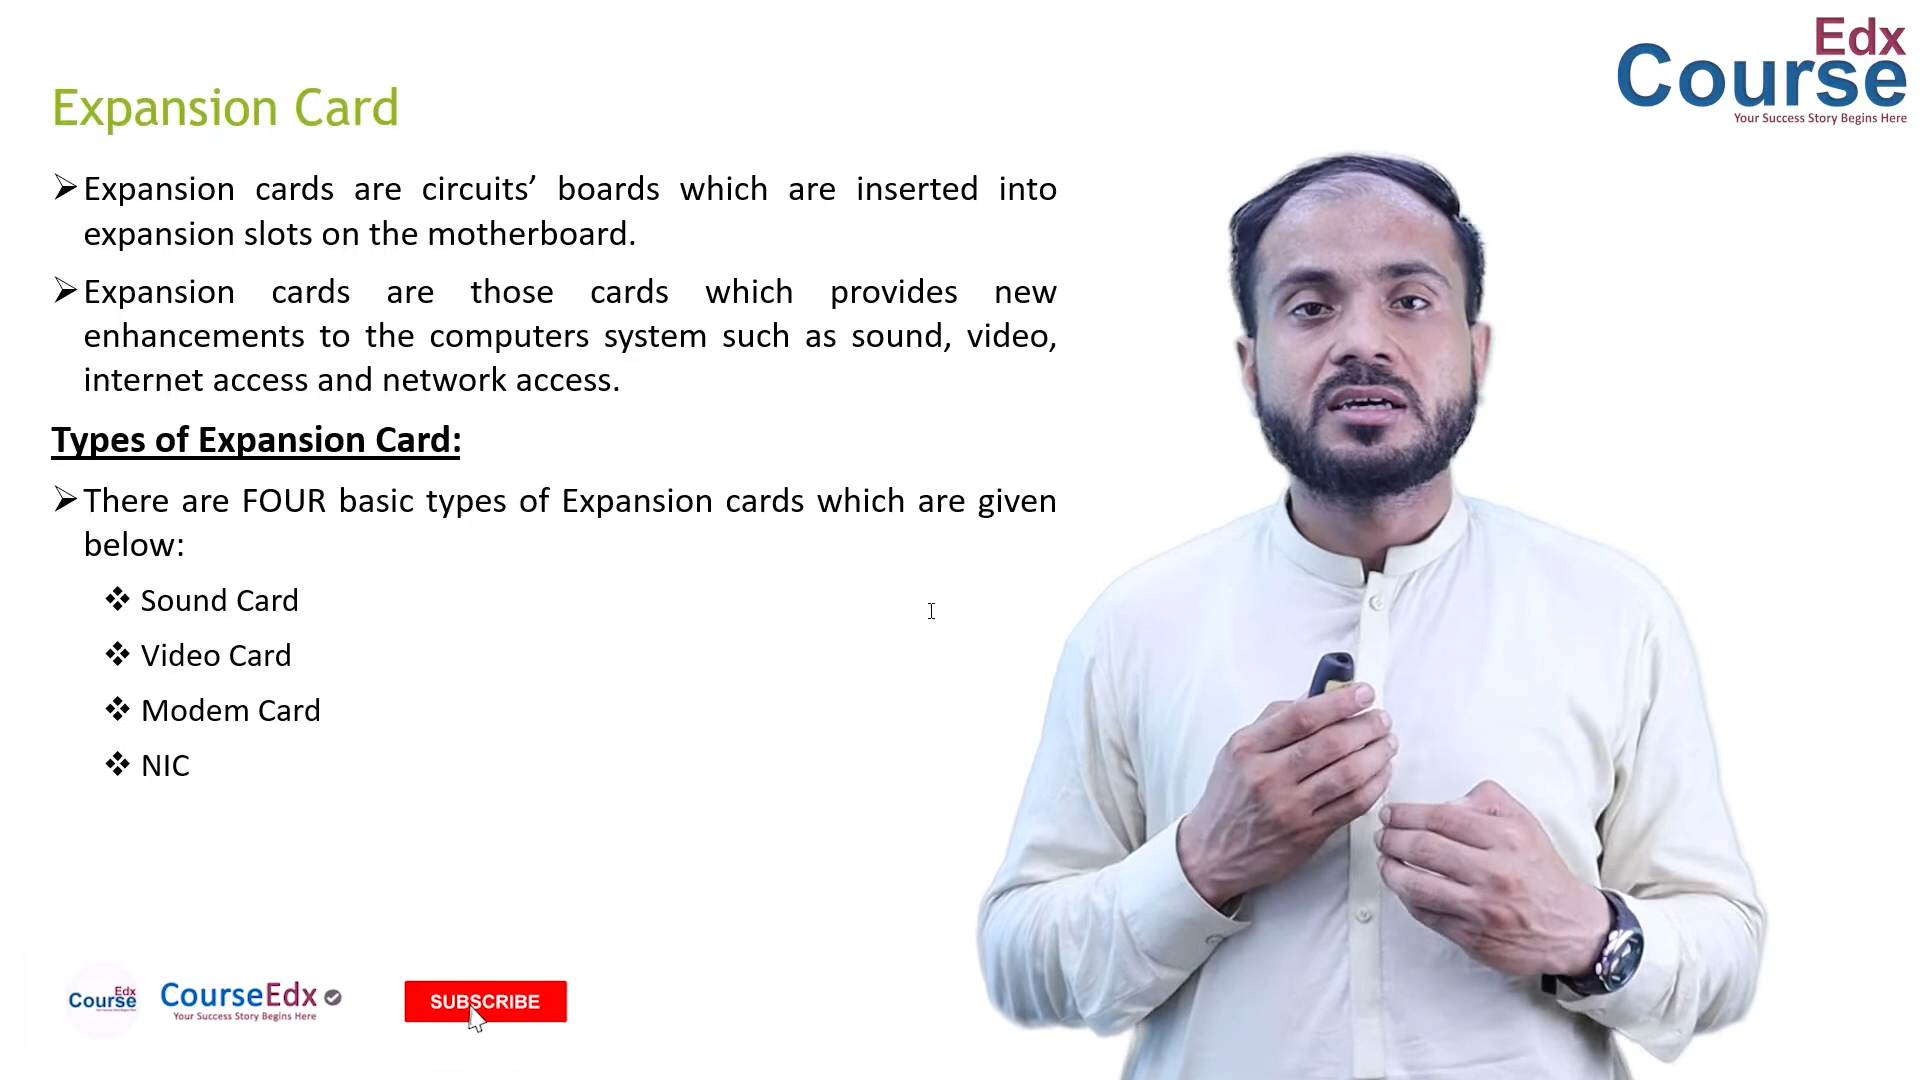 Edx
Course
Your Success Story Begins Here
Expansion Card
Expansion cards are circuits’ boards which are inserted into
expansion slots on the motherboard.
Expansion cards are those cards which provides new
enhancements to the computers system such as sound, video,
internet access and network access.
Types of Expansion Card:
There are FOUR basic types of Expansion cards which are given
below:
Sound Card
Video Card
Modem Card
NIC
Edx
Course
CourseEdx
Your Success Story Begins Here
SUBSCRIBE